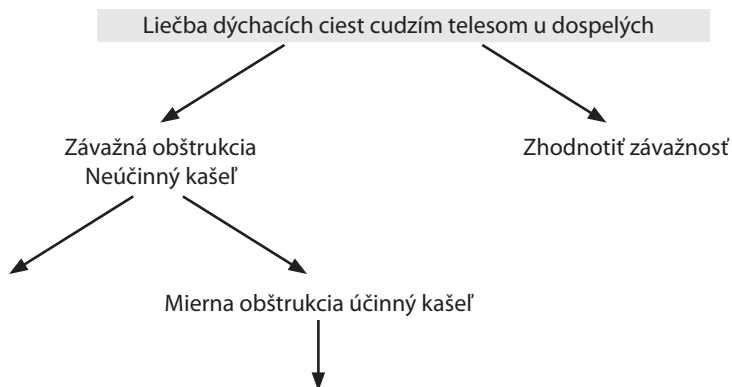 Liečba dýchacích ciest cudzím telesom u dospelých
Závažná obštrukcia
Neúčinný kašeľ
Zhodnotiť závažnosť
Mierna obštrukcia účinný kašeľ